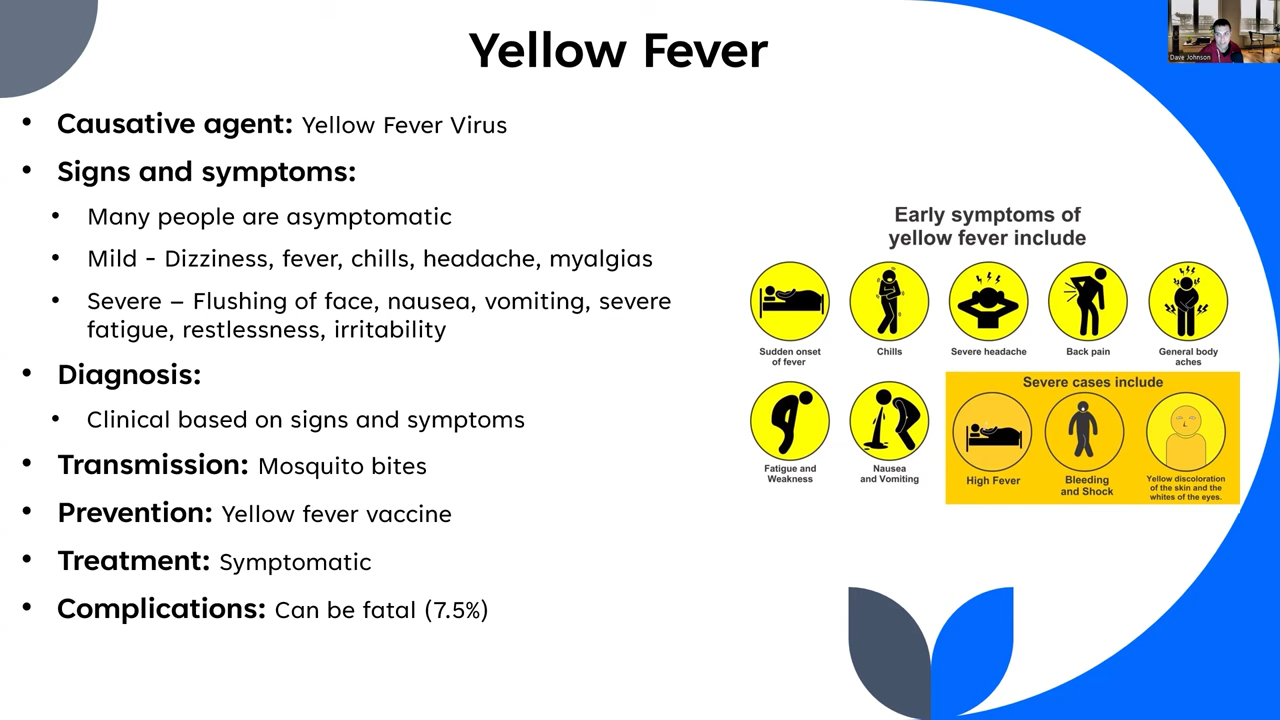 Yellow Fever
Dave Johnson
• Causative agent: Yellow Fever Virus
• Signs and symptoms:
• Many people are asymptomatic
• Mild - Dizziness, fever, chills, headache, myalgias
• Severe – Flushing of face, nausea, vomiting, severe
fatigue, restlessness, irritability
• Diagnosis:
• Clinical based on signs and symptoms
• Transmission: Mosquito bites
• Prevention: Yellow fever vaccine
• Treatment: Symptomatic
• Complications: Can be fatal (7.5%)
Early symptoms of
yellow fever include
Sudden onset
of fever
Chills
Severe headache
Back pain
General body
aches
Fatigue and
Weakness
Nausea
and Vomiting
Severe cases include
High Fever
Bleeding
and Shock
Yellow discoloration
of the skin and the
whites of the eyes.